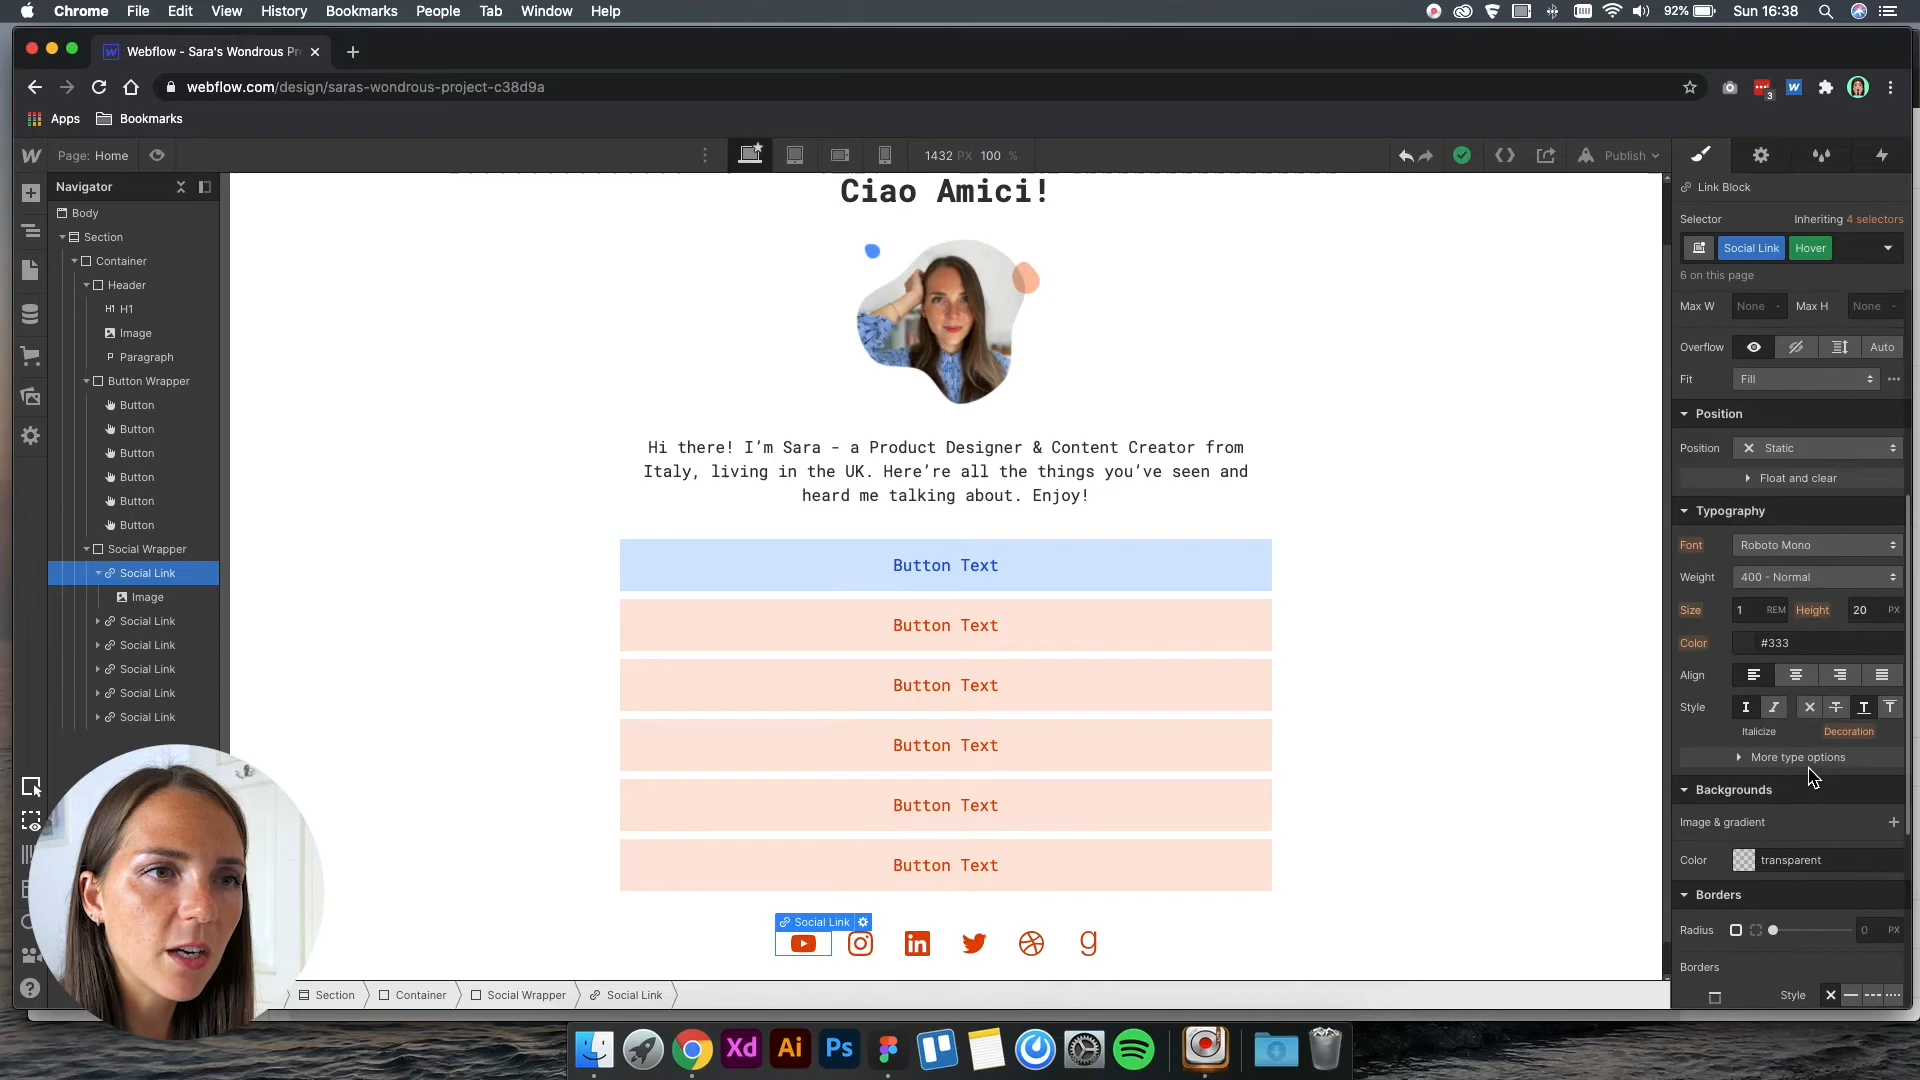 Chrome File Edit View History Bookmarks People Tab Window Help
92% Sun 16:38
Webflow - Sara's Wondrous Pr
webflow.com/design/saras-wondrous-project-c38d9a
3
Apps Bookmarks
Page: Home
1432 PX 100 %
Publish
Navigator
Body
Section
Container
Header
H1 H1
Image
P Paragraph
Button Wrapper
Button
Button
Button
Button
Button
Button
Social Wrapper
Social Link
Image
Social Link
Social Link
Social Link
Social Link
Social Link
Ciao Amici!
Hi there! I'm Sara - a Product Designer & Content Creator from
Italy, living in the UK. Here're all the things you've seen and
heard me talking about. Enjoy!
Button Text
Button Text
Button Text
Button Text
Button Text
Button Text
Social Link
Section Container Social Wrapper Social Link
Link Block
Selector Inheriting 4 selectors
Social Link Hover
6 on this page
Max W None - Max H None -
Overflow Auto
Fit Fill
Position
Position Static
Float and clear
Typography
Font Roboto Mono
Weight 400 - Normal
Size 1 REM Height 20 PX
Color #333
Align
Style
Italicize Decoration
More type options
Backgrounds
Image & gradient
Color transparent
Borders
Radius 0 PX
Borders
Style
Xd Ai Ps